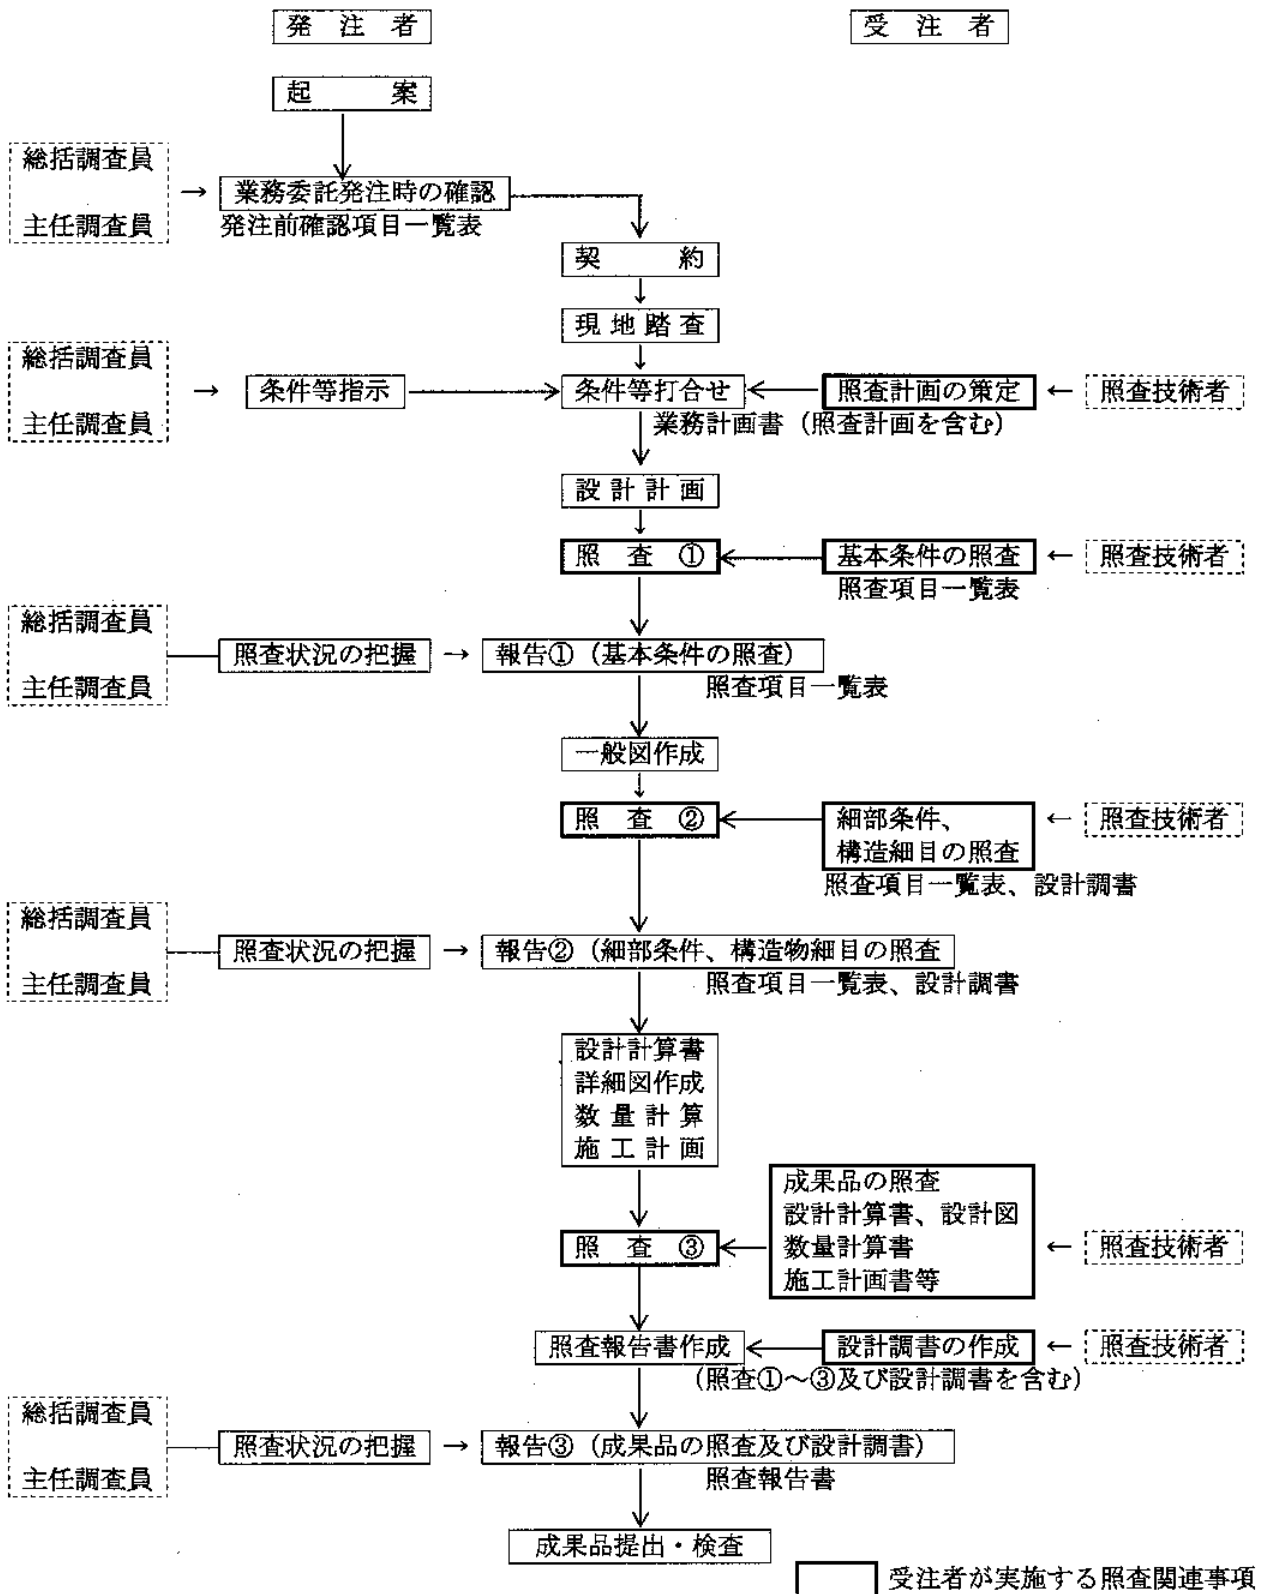 発注者
受注者
起案
総括調査員
主任調査員
→ 業務委託発注時の確認
発注前確認項目一覧表
契約
現地踏査
総括調査員
主任調査員
→ 条件等指示
条件等打合せ
照査計画の策定
← 照査技術者
業務計画書（照査計画を含む）
設計計画
照査①
基本条件の照査
← 照査技術者
照査項目一覧表
総括調査員
主任調査員
照査状況の把握
→ 報告①（基本条件の照査）
照査項目一覧表
一般図作成
照査②
細部条件、
構造細目の照査
← 照査技術者
照査項目一覧表、設計調書
総括調査員
主任調査員
照査状況の把握
→ 報告②（細部条件、構造物細目の照査
照査項目一覧表、設計調書
設計計算書
詳細図作成
数量計算
施工計画
成果品の照査
設計計算書、設計図
数量計算書
施工計画書等
照査③
← 照査技術者
照査報告書作成
設計調書の作成
← 照査技術者
（照査①～③及び設計調書を含む）
総括調査員
主任調査員
照査状況の把握
→ 報告③（成果品の照査及び設計調書）
照査報告書
成果品提出・検査
受注者が実施する照査関連事項